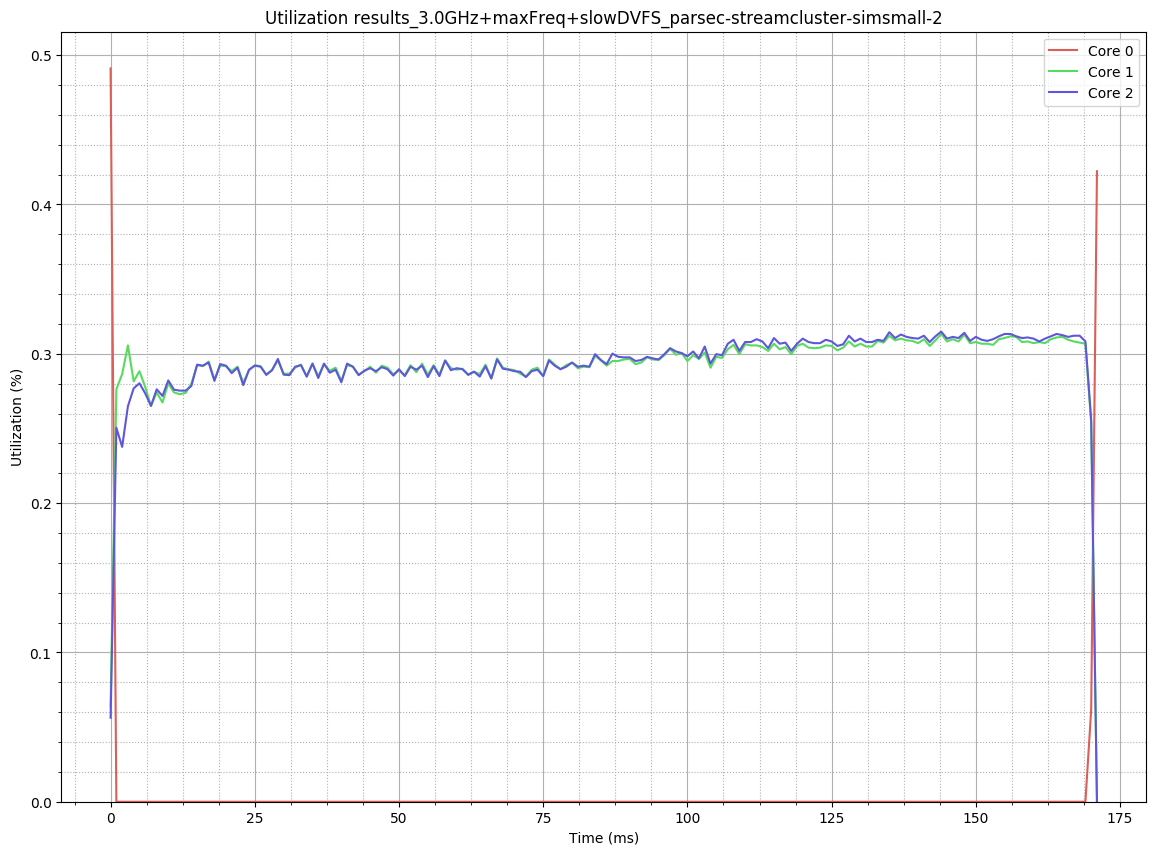 Utilization results_3.0GHz+maxFreq+slowDVFS_parsec-streamcluster-simsmall-2
Core 0
Core 1
Core 2
Utilization (%)
0.5
0.4
0.3
0.2
0.1
0.0
0 25 50 75 100 125 150 175
Time (ms)